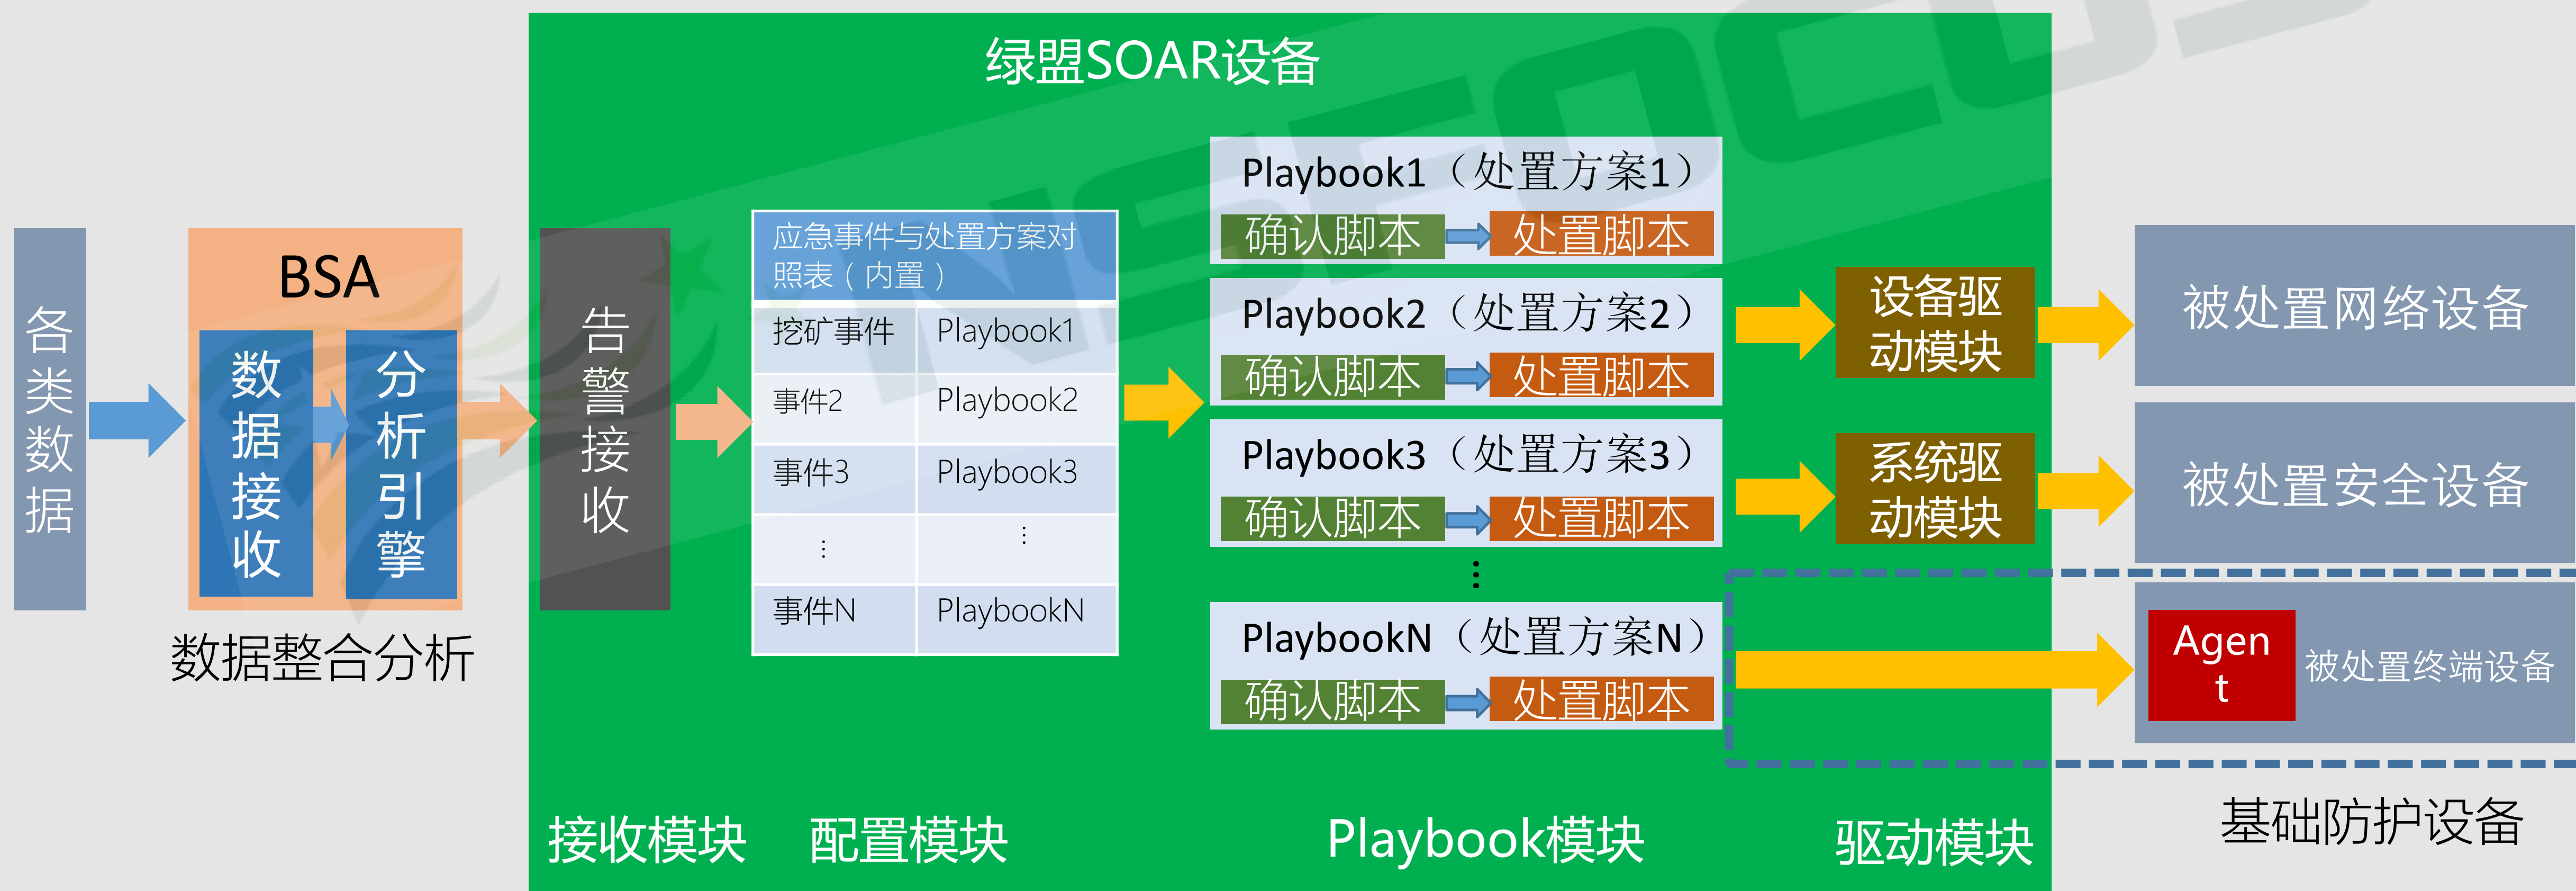 绿盟SOAR设备
各类数据
BSA
数据接收
分析引擎
数据整合分析
告警接收
应急事件与处置方案对
照表（内置）
挖矿事件 Playbook1
事件2 Playbook2
事件3 Playbook3
⋮ ⋮
事件N PlaybookN
Playbook1（处置方案1）
确认脚本 处置脚本
Playbook2（处置方案2）
确认脚本 处置脚本
Playbook3（处置方案3）
确认脚本 处置脚本
⋮
PlaybookN（处置方案N）
确认脚本 处置脚本
设备驱
动模块
系统驱
动模块
被处置网络设备
被处置安全设备
Agen
t
被处置终端设备
接收模块
配置模块
Playbook模块
驱动模块
基础防护设备
NSFOCUS